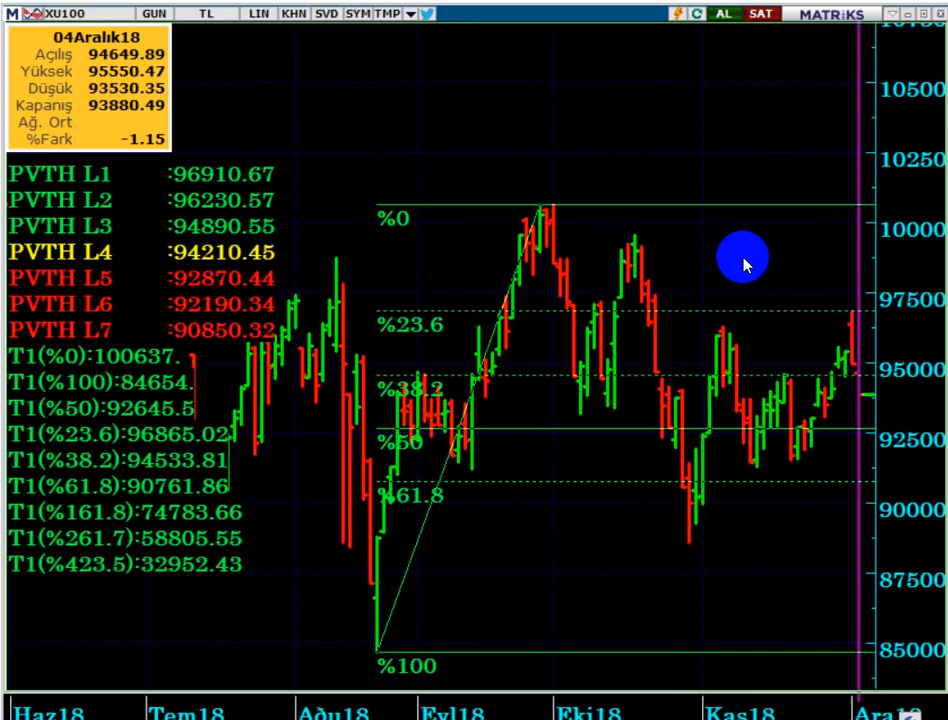 M XU100 GUN TL LIN KHN SVD SYM TMP AL SAT MATRiKS
04Aralık18
Açılış 94649.89
Yüksek 95550.47
Düşük 93530.35
Kapanış 93880.49
Ağ. Ort
%Fark -1.15
PVTH L1 :96910.67
PVTH L2 :96230.57
PVTH L3 :94890.55
PVTH L4 :94210.45
PVTH L5 :92870.44
PVTH L6 :92190.34
PVTH L7 :90850.32
T1(%0):100637.
T1(%100):84654.
T1(%50):92645.5
T1(%23.6):96865.02
T1(%38.2):94533.81
T1(%61.8):90761.86
T1(%161.8):74783.66
T1(%261.7):58805.55
T1(%423.5):32952.43
%0
%23.6
%38.2
%50
%61.8
%100
10500
10250
10000
97500
95000
92500
90000
87500
85000
Haz18 Tem18 Aðu18 Eyl18 Eki18 Kas18